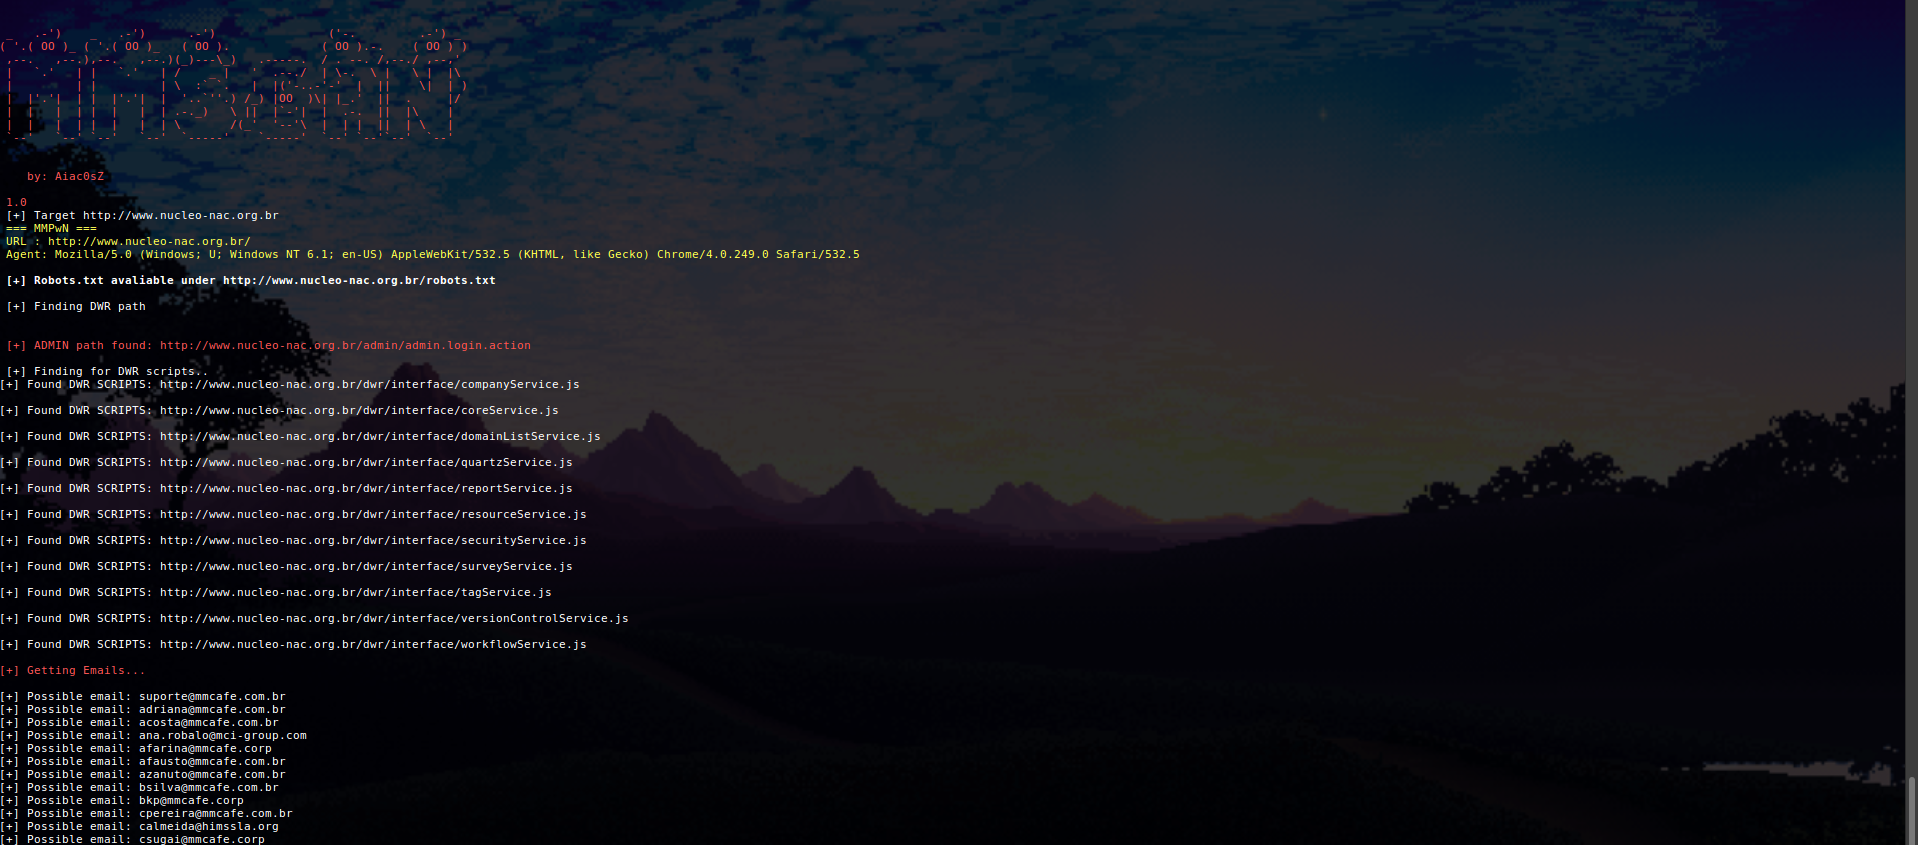 by: Aiac0sZ
1.0
[+] Target http://www.nucleo-nac.org.br
=== MMPwN ===
URL : http://www.nucleo-nac.org.br/
Agent: Mozilla/5.0 (Windows; U; Windows NT 6.1; en-US) AppleWebKit/532.5 (KHTML, like Gecko) Chrome/4.0.249.0 Safari/532.5
[+] Robots.txt avaliable under http://www.nucleo-nac.org.br/robots.txt
[+] Finding DWR path
[+] ADMIN path found: http://www.nucleo-nac.org.br/admin/admin.login.action
[+] Finding for DWR scripts..
[+] Found DWR SCRIPTS: http://www.nucleo-nac.org.br/dwr/interface/companyService.js
[+] Found DWR SCRIPTS: http://www.nucleo-nac.org.br/dwr/interface/coreService.js
[+] Found DWR SCRIPTS: http://www.nucleo-nac.org.br/dwr/interface/domainListService.js
[+] Found DWR SCRIPTS: http://www.nucleo-nac.org.br/dwr/interface/quartzService.js
[+] Found DWR SCRIPTS: http://www.nucleo-nac.org.br/dwr/interface/reportService.js
[+] Found DWR SCRIPTS: http://www.nucleo-nac.org.br/dwr/interface/resourceService.js
[+] Found DWR SCRIPTS: http://www.nucleo-nac.org.br/dwr/interface/securityService.js
[+] Found DWR SCRIPTS: http://www.nucleo-nac.org.br/dwr/interface/surveyService.js
[+] Found DWR SCRIPTS: http://www.nucleo-nac.org.br/dwr/interface/tagService.js
[+] Found DWR SCRIPTS: http://www.nucleo-nac.org.br/dwr/interface/versionControlService.js
[+] Found DWR SCRIPTS: http://www.nucleo-nac.org.br/dwr/interface/workflowService.js
[+] Getting Emails...
[+] Possible email: suporte@mmcafe.com.br
[+] Possible email: adriana@mmcafe.com.br
[+] Possible email: acosta@mmcafe.com.br
[+] Possible email: ana.robalo@mci-group.com
[+] Possible email: afarina@mmcafe.corp
[+] Possible email: afausto@mmcafe.com.br
[+] Possible email: azanuto@mmcafe.com.br
[+] Possible email: bsilva@mmcafe.com.br
[+] Possible email: bkp@mmcafe.corp
[+] Possible email: cpereira@mmcafe.com.br
[+] Possible email: calmeida@himssla.org
[+] Possible email: csugai@mmcafe.corp